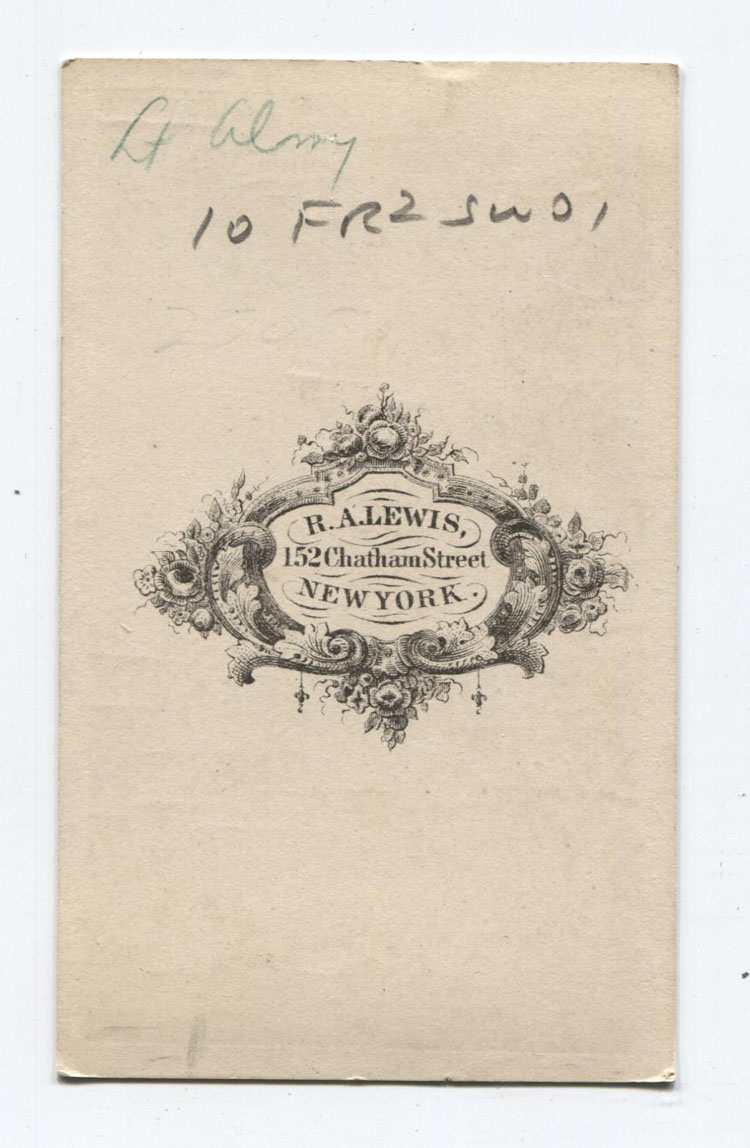 Lt Almy
10 FR2 SW01
R. A. LEWIS,
152 Chatham Street
NEW YORK.